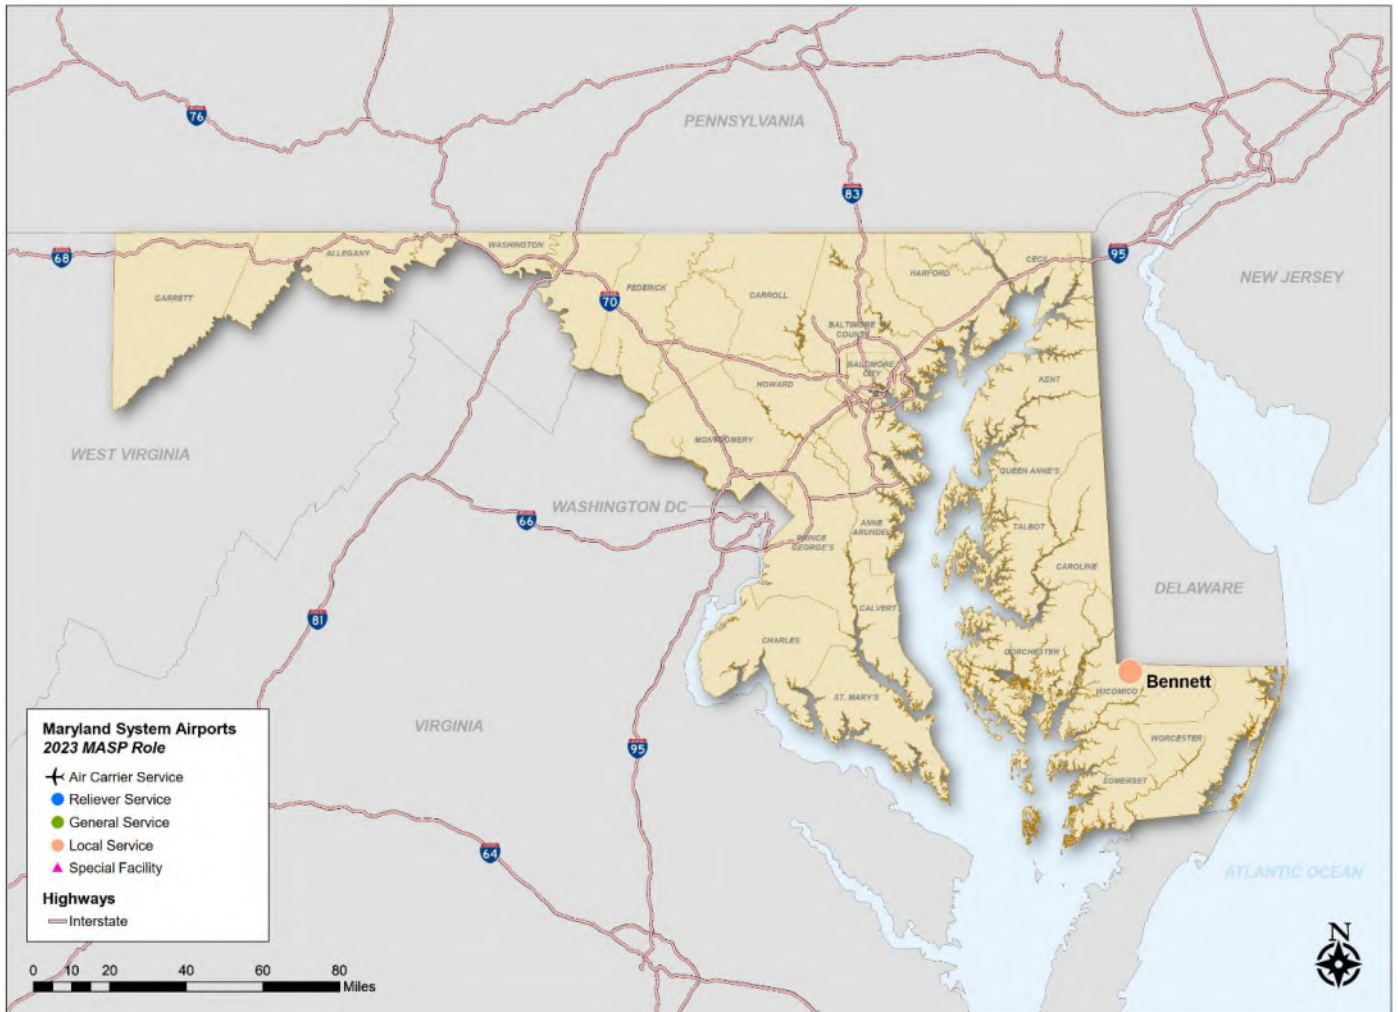 PENNSYLVANIA
76
83
68
95
NEW JERSEY
ALLEGANY
WASHINGTON
GARRETT
70
FEDERICK
CARROLL
HARFORD
CECIL
BALTIMORE
COUNTY
BALTIMORE
CITY
HOWARD
KENT
MONTGOMERY
WEST VIRGINIA
QUEEN ANNE'S
WASHINGTON DC
66
ANNE
ARUNDEL
PRINCE
GEORGE'S
TALBOT
CAROLINE
DELAWARE
81
CALVERT
CHARLES
DORCHESTER
ST. MARY'S
WICOMICO
Bennett
VIRGINIA
95
WORCESTER
SOMERSET
64
ATLANTIC OCEAN
Maryland System Airports
2023 MASP Role
Air Carrier Service
Reliever Service
General Service
Local Service
Special Facility
Highways
Interstate
0 10 20 40 60 80
Miles
N